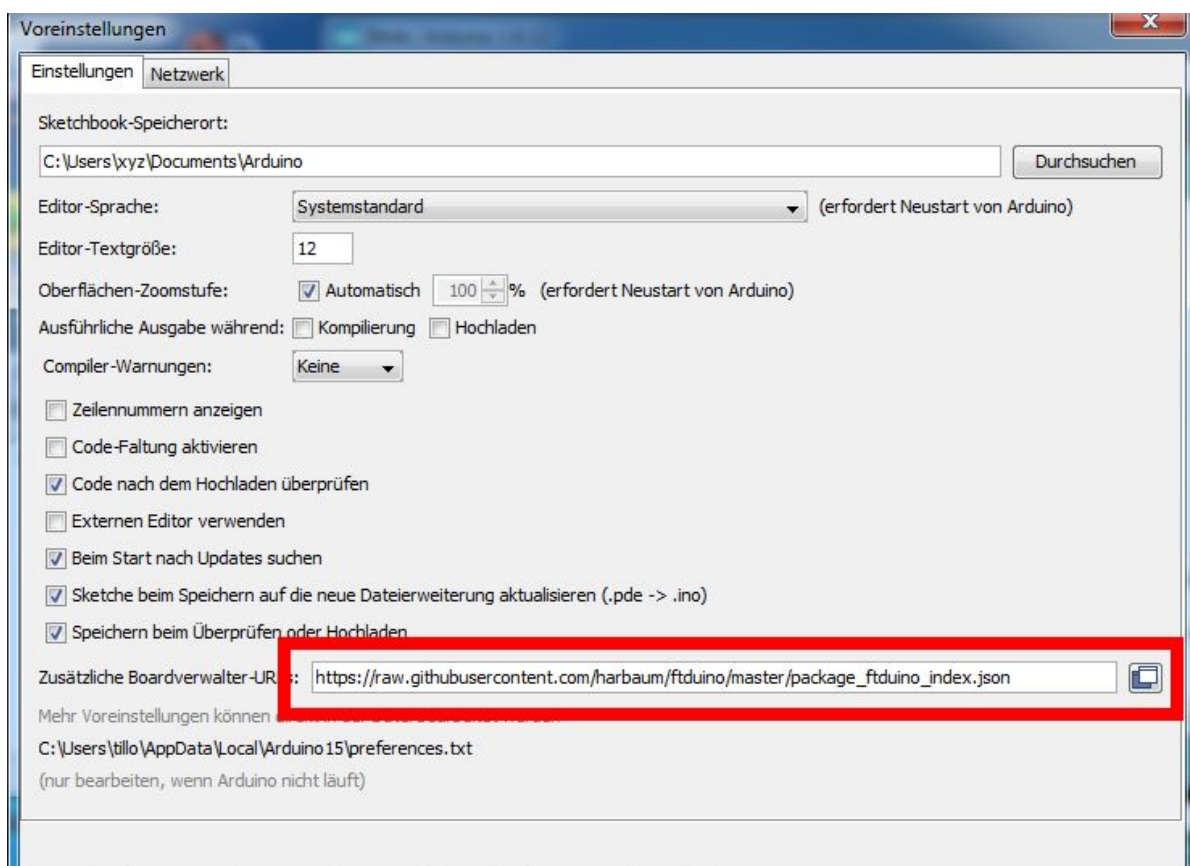 Voreinstellungen
Einstellungen Netzwerk
Sketchbook-Speicherort:
C:\Users\xyz\Documents\Arduino Durchsuchen
Editor-Sprache: Systemstandard (erfordert Neustart von Arduino)
Editor-Textgröße: 12
Oberflächen-Zoomstufe: Automatisch 100 % (erfordert Neustart von Arduino)
Ausführliche Ausgabe während: Kompilierung Hochladen
Compiler-Warnungen: Keine
Zeilennummern anzeigen
Code-Faltung aktivieren
Code nach dem Hochladen überprüfen
Externen Editor verwenden
Beim Start nach Updates suchen
Sketche beim Speichern auf die neue Dateierweiterung aktualisieren (.pde -> .ino)
Speichern beim Überprüfen oder Hochladen
Zusätzliche https://raw.githubusercontent.com/harbaum/ftduino/master/package_ftduino_index.json
Mehr Voreinstellungen können
C:\Users\tillo\AppData\Local\Arduino15\preferences.txt
(nur bearbeiten, wenn Arduino nicht läuft)